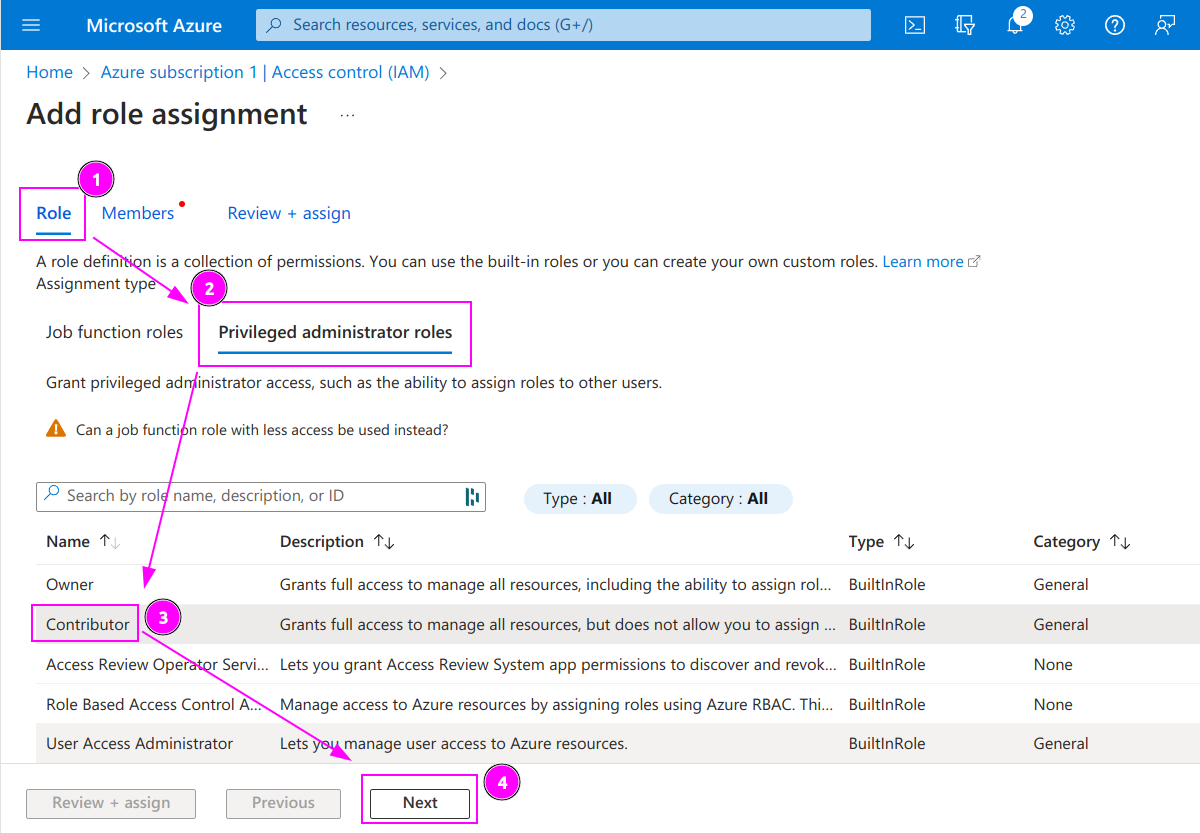 Microsoft Azure
Search resources, services, and docs (G+/)
2
Home > Azure subscription 1 | Access control (IAM) >
Add role assignment ...
1
Role Members Review + assign
A role definition is a collection of permissions. You can use the built-in roles or you can create your own custom roles. Learn more
Assignment type
2
Job function roles Privileged administrator roles
Grant privileged administrator access, such as the ability to assign roles to other users.
Can a job function role with less access be used instead?
Search by role name, description, or ID Type : All Category : All
Name Description Type Category
Owner Grants full access to manage all resources, including the ability to assign rol... BuiltInRole General
Contributor 3 Grants full access to manage all resources, but does not allow you to assign ... BuiltInRole General
Access Review Operator Servi... Lets you grant Access Review System app permissions to discover and revok... BuiltInRole None
Role Based Access Control A... Manage access to Azure resources by assigning roles using Azure RBAC. Thi... BuiltInRole None
User Access Administrator Lets you manage user access to Azure resources. BuiltInRole General
4
Review + assign Previous Next